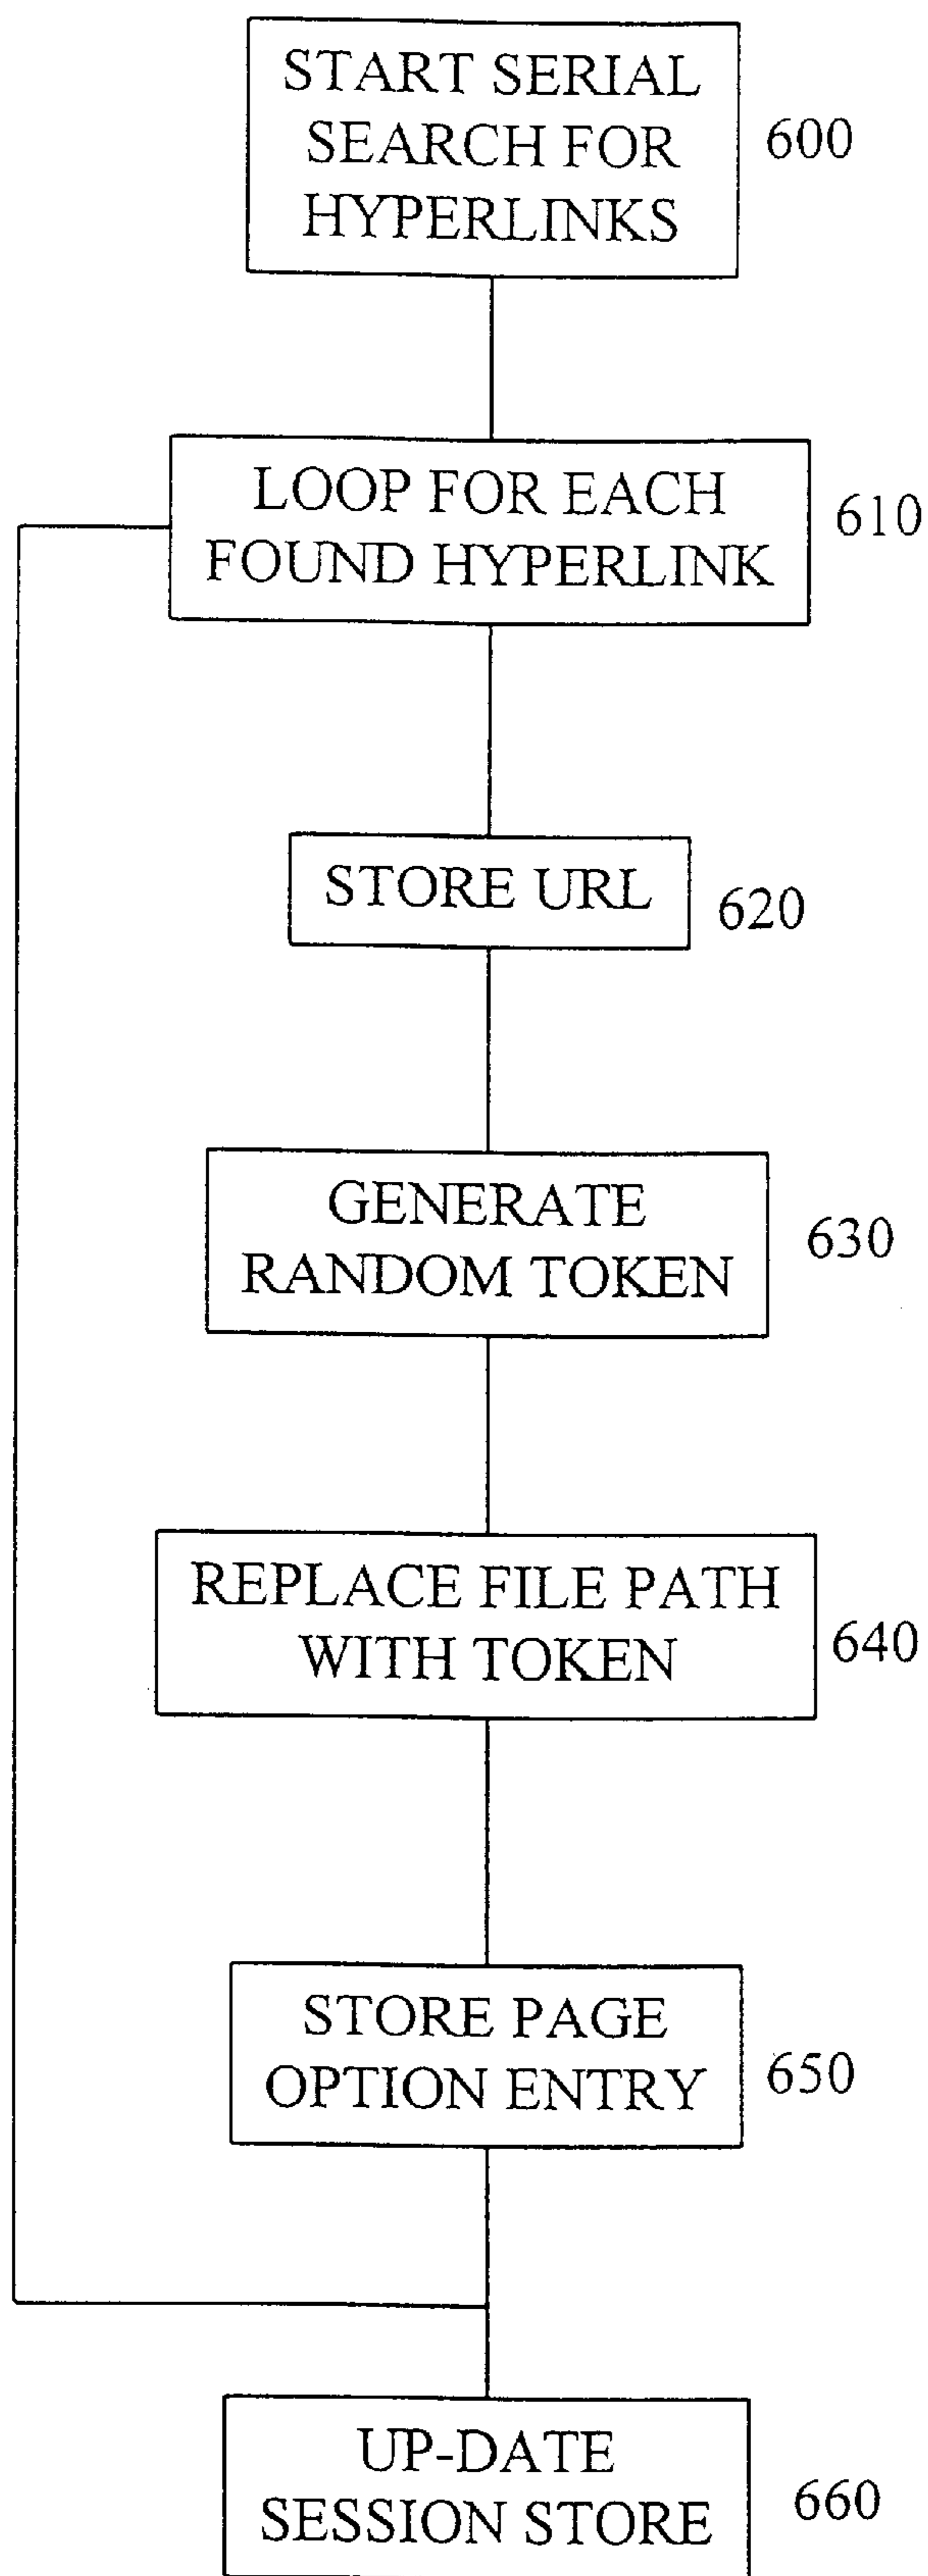 START SERIAL
SEARCH FOR
HYPERLINKS
600
LOOP FOR EACH
FOUND HYPERLINK
610
STORE URL
620
GENERATE
RANDOM TOKEN
630
REPLACE FILE PATH
WITH TOKEN
640
STORE PAGE
OPTION ENTRY
650
UP-DATE
SESSION STORE
660